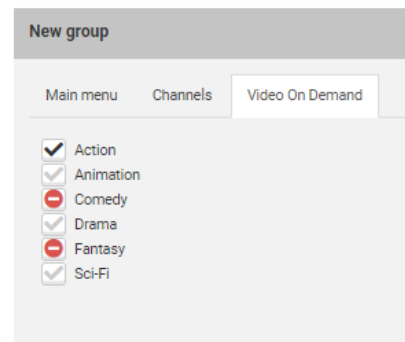 New group
Main menu Channels Video On Demand
Action
Animation
Comedy
Drama
Fantasy
Sci-Fi